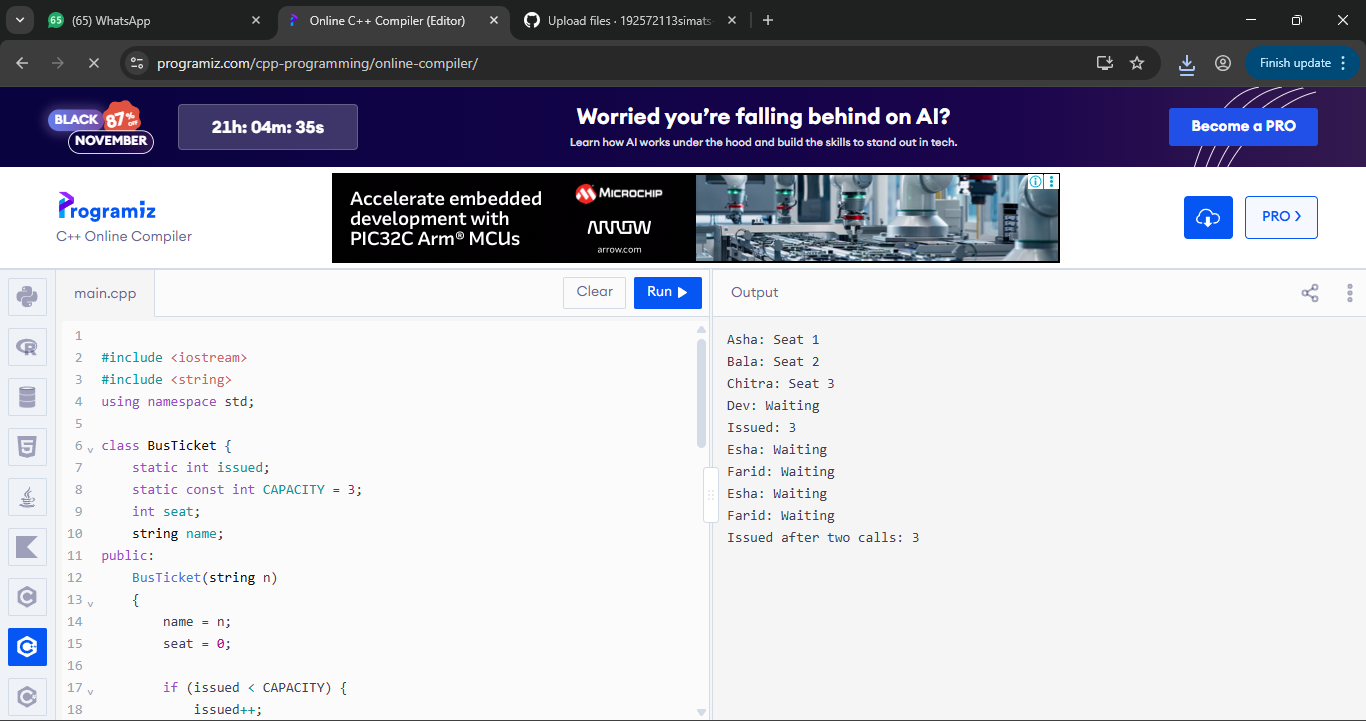 65
(65) WhatsApp
Online C++ Compiler (Editor)
Upload files · 192572113simats-
programiz.com/cpp-programming/online-compiler/
Finish update
BLACK 87% OFF
NOVEMBER
21h: 04m: 35s
Worried you're falling behind on AI?
Learn how AI works under the hood and build the skills to stand out in tech.
Become a PRO
Programiz
C++ Online Compiler
Accelerate embedded
development with
PIC32C Arm® MCUs
MICROCHIP
ARROW
arrow.com
PRO >
main.cpp
Clear
Run
1
2 #include <iostream>
3 #include <string>
4 using namespace std;
5
6 class BusTicket {
7 static int issued;
8 static const int CAPACITY = 3;
9 int seat;
10 string name;
11 public:
12 BusTicket(string n)
13 {
14 name = n;
15 seat = 0;
16
17 if (issued < CAPACITY) {
18 issued++;
Output
Asha: Seat 1
Bala: Seat 2
Chitra: Seat 3
Dev: Waiting
Issued: 3
Esha: Waiting
Farid: Waiting
Esha: Waiting
Farid: Waiting
Issued after two calls: 3